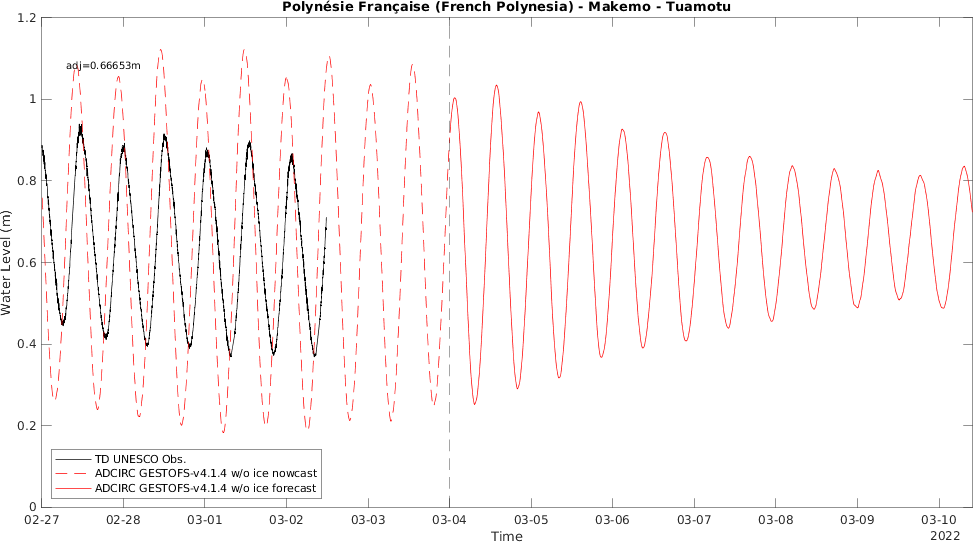 Polynésie Française (French Polynesia) - Makemo - Tuamotu
1.2
adj=0.66653m
1
0.8
0.6
0.4
0.2
0
Water Level (m)
TD UNESCO Obs.
ADCIRC GESTOFS-v4.1.4 w/o ice nowcast
ADCIRC GESTOFS-v4.1.4 w/o ice forecast
02-27 02-28 03-01 03-02 03-03 03-04 03-05 03-06 03-07 03-08 03-09 03-10
2022
Time